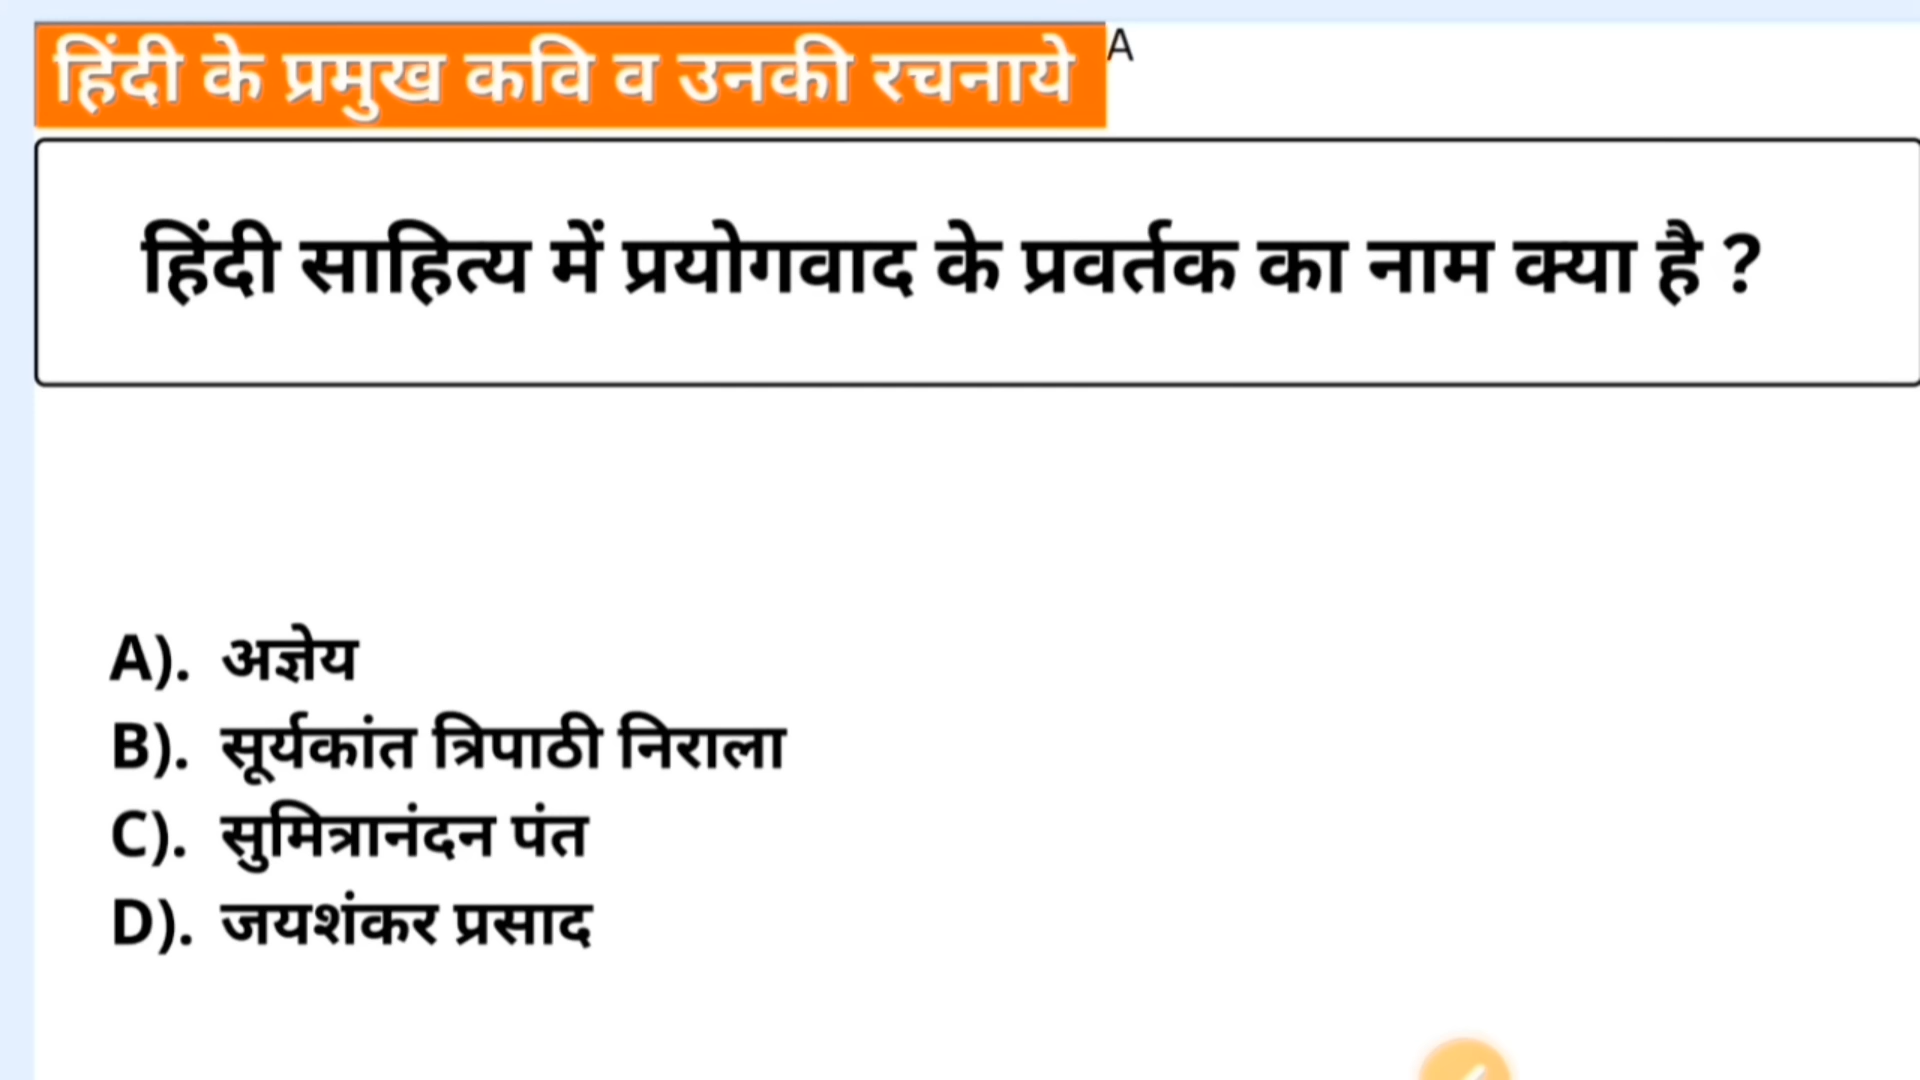 हिंदी के प्रमुख कवि व उनकी रचनाये A
हिंदी साहित्य में प्रयोगवाद के प्रवर्तक का नाम क्या है ?
A). अज्ञेय
B). सूर्यकांत त्रिपाठी निराला
C). सुमित्रानंदन पंत
D). जयशंकर प्रसाद